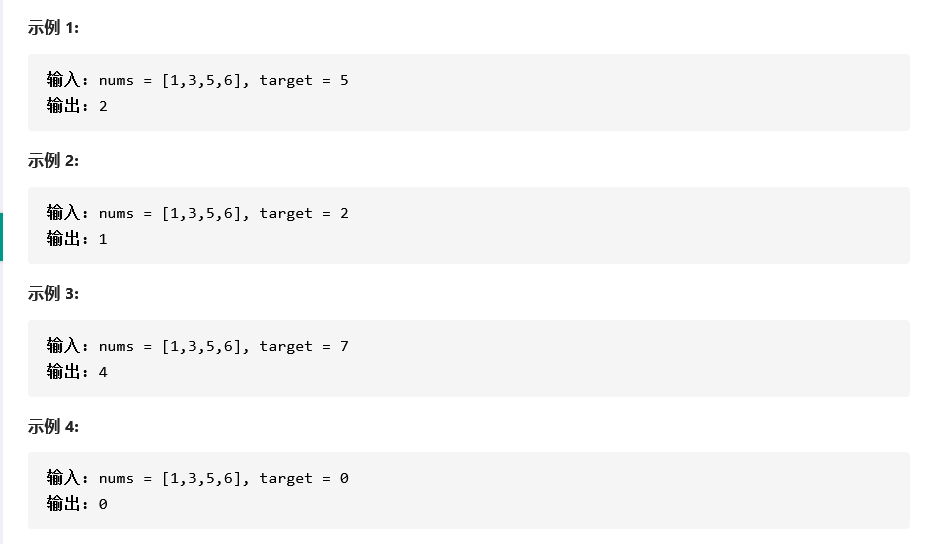 示例 1:
输入：nums = [1,3,5,6], target = 5
输出：2
示例 2:
输入：nums = [1,3,5,6], target = 2
输出：1
示例 3:
输入：nums = [1,3,5,6], target = 7
输出：4
示例 4:
输入：nums = [1,3,5,6], target = 0
输出：0